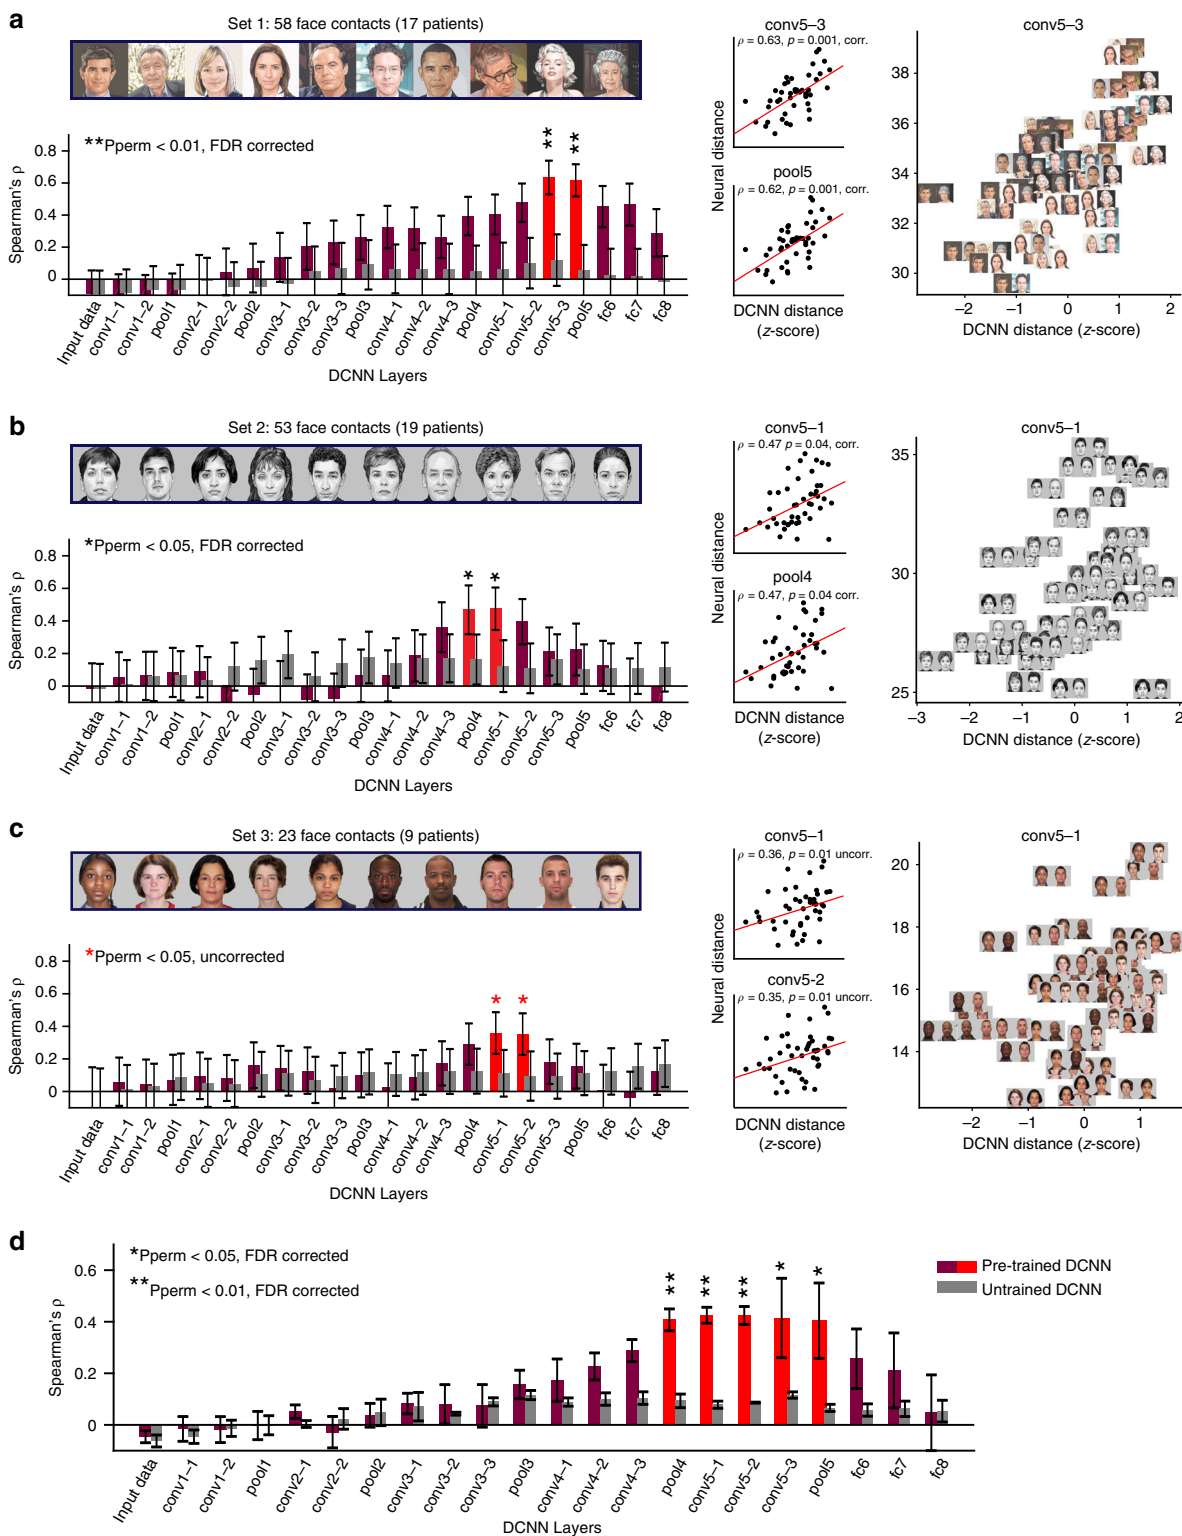 a
Set 1: 58 face contacts (17 patients)
**Pperm < 0.01, FDR corrected
Spearman's ρ
0.8
0.6
0.4
0.2
0
Input data
conv1–1
conv1–2
pool1
conv2–1
conv2–2
pool2
conv3–1
conv3–2
conv3–3
pool3
conv4–1
conv4–2
conv4–3
pool4
conv5–1
conv5–2
conv5–3
pool5
fc6
fc7
fc8
**
**
DCNN Layers
conv5–3
ρ = 0.63, p = 0.001, corr.
Neural distance
pool5
ρ = 0.62, p = 0.001, corr.
DCNN distance
(z-score)
conv5–3
38
36
34
32
30
–2
–1
0
1
2
DCNN distance (z-score)
b
Set 2: 53 face contacts (19 patients)
*Pperm < 0.05, FDR corrected
Spearman's ρ
0.8
0.6
0.4
0.2
0
*
*
Input data
conv1–1
conv1–2
pool1
conv2–1
conv2–2
pool2
conv3–1
conv3–2
conv3–3
pool3
conv4–1
conv4–2
conv4–3
pool4
conv5–1
conv5–2
conv5–3
pool5
fc6
fc7
fc8
DCNN Layers
conv5–1
ρ = 0.47 p = 0.04, corr.
Neural distance
pool4
ρ = 0.47, p = 0.04 corr.
DCNN distance
(z-score)
conv5–1
35
30
25
–3
–2
–1
0
1
2
DCNN distance (z-score)
c
Set 3: 23 face contacts (9 patients)
*Pperm < 0.05, uncorrected
Spearman's ρ
0.8
0.6
0.4
0.2
0
*
*
Input data
conv1–1
conv1–2
pool1
conv2–1
conv2–2
pool2
conv3–1
conv3–2
conv3–3
pool3
conv4–1
conv4–2
conv4–3
pool4
conv5–1
conv5–2
conv5–3
pool5
fc6
fc7
fc8
DCNN Layers
conv5–1
ρ = 0.36, p = 0.01 uncorr.
Neural distance
conv5-2
ρ = 0.35, p = 0.01 uncorr.
DCNN distance
(z-score)
conv5–1
20
18
16
14
–2
–1
0
1
DCNN distance (z-score)
d
*Pperm < 0.05, FDR corrected
**Pperm < 0.01, FDR corrected
Spearman's ρ
0.6
0.4
0.2
0
**
**
**
*
*
Pre-trained DCNN
Untrained DCNN
Input data
conv1–1
conv1–2
pool1
conv2–1
conv2–2
pool2
conv3–1
conv3–2
conv3–3
pool3
conv4–1
conv4–2
conv4–3
pool4
conv5–1
conv5–2
conv5–3
pool5
fc6
fc7
fc8
DCNN Layers